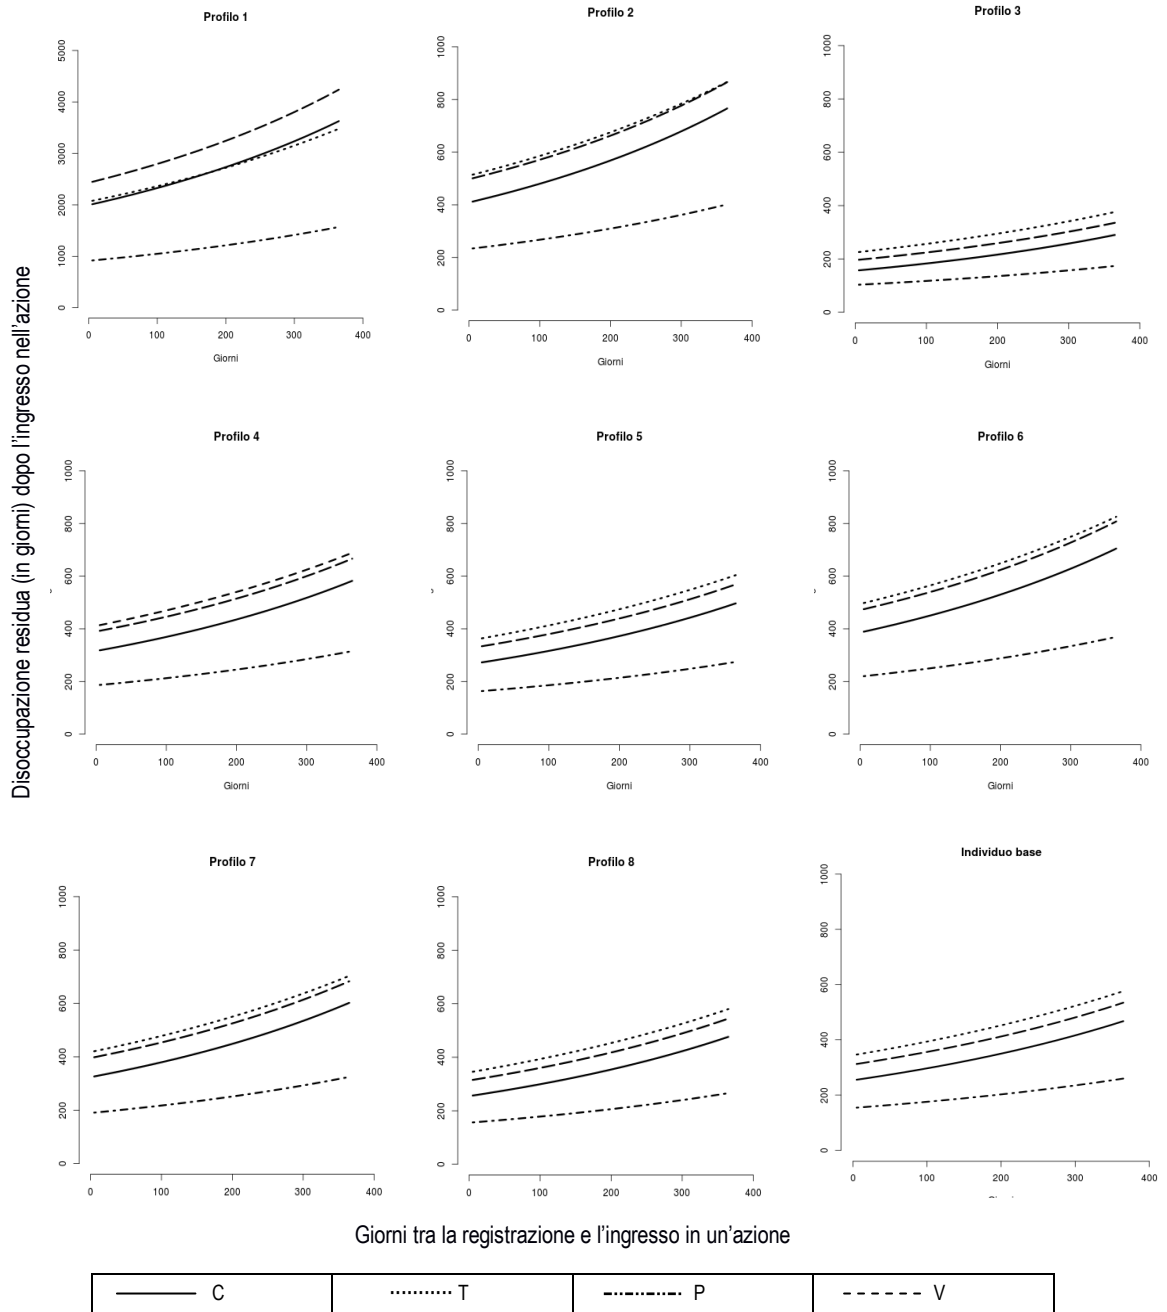 Profilo 1
Profilo 2
Profilo 3
5000
4000
3000
2000
1000
0
0 100 200 300 400
Giorni
1000
800
600
400
200
0
0 100 200 300 400
Giorni
1000
800
600
400
200
0
0 100 200 300 400
Giorni
Disoccupazione residua (in giorni) dopo l'ingresso nell'azione
Profilo 4
Profilo 5
Profilo 6
1000
800
600
400
200
0
0 100 200 300 400
Giorni
1000
800
600
400
200
0
0 100 200 300 400
Giorni
1000
800
600
400
200
0
0 100 200 300 400
Giorni
Profilo 7
Profilo 8
Individuo base
1000
800
600
400
200
0
0 100 200 300 400
1000
800
600
400
200
0
0 100 200 300 400
1000
800
600
400
200
0
0 100 200 300 400
Giorni tra la registrazione e l'ingresso in un'azione
C T P V